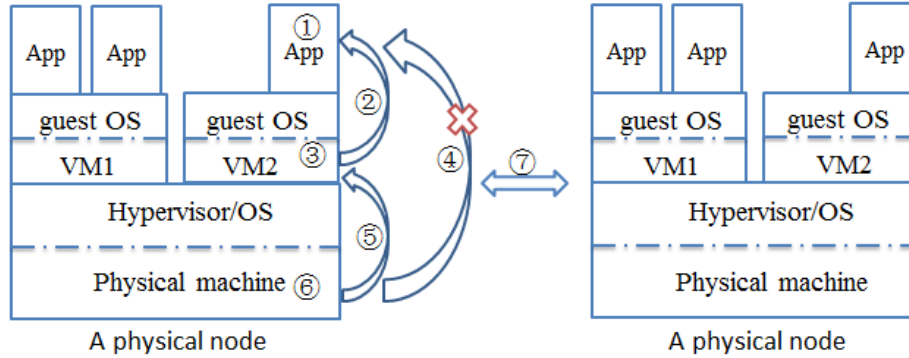 ①
App App App
②
guest OS guest OS
③
VM1 VM2
④
⑦
Hypervisor/OS
⑤
Physical machine ⑥
A physical node
App App App
guest OS guest OS
VM1 VM2
Hypervisor/OS
Physical machine
A physical node